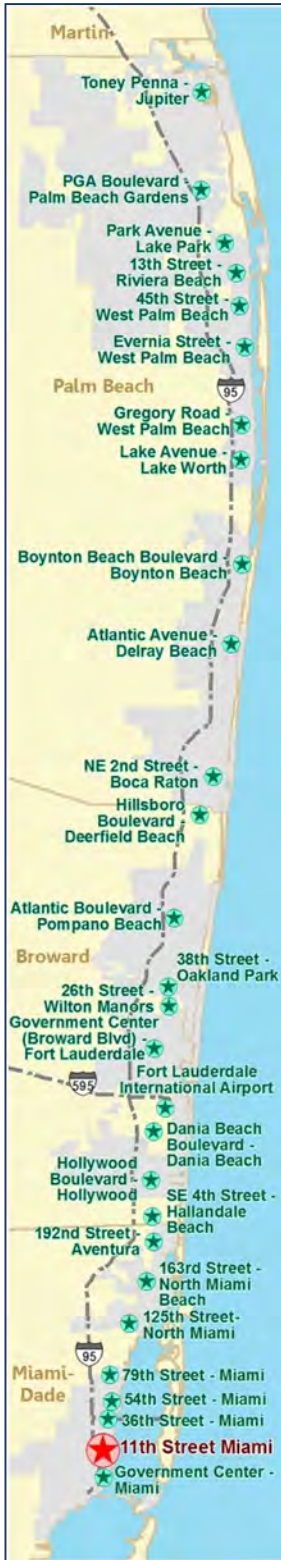 Martin
Toney Penna -
Jupiter
PGA Boulevard -
Palm Beach Gardens
Park Avenue -
Lake Park
13th Street -
Riviera Beach
45th Street -
West Palm Beach
Evernia Street -
West Palm Beach
Palm Beach
95
Gregory Road -
West Palm Beach
Lake Avenue -
Lake Worth
Boynton Beach Boulevard -
Boynton Beach
Atlantic Avenue -
Delray Beach
NE 2nd Street -
Boca Raton
Hillsboro
Boulevard -
Deerfield Beach
Atlantic Boulevard -
Pompano Beach
Broward
38th Street -
Oakland Park
26th Street -
Wilton Manors
Government Center
(Broward Blvd) -
Fort Lauderdale
595
Fort Lauderdale
International Airport
Dania Beach
Boulevard -
Dania Beach
Hollywood
Boulevard -
Hollywood
SE 4th Street -
Hallandale
Beach
192nd Street -
Aventura
163rd Street -
North Miami
Beach
125th Street-
North Miami
95
Miami-
Dade
79th Street - Miami
54th Street - Miami
36th Street - Miami
11th Street Miami
Government Center -
Miami